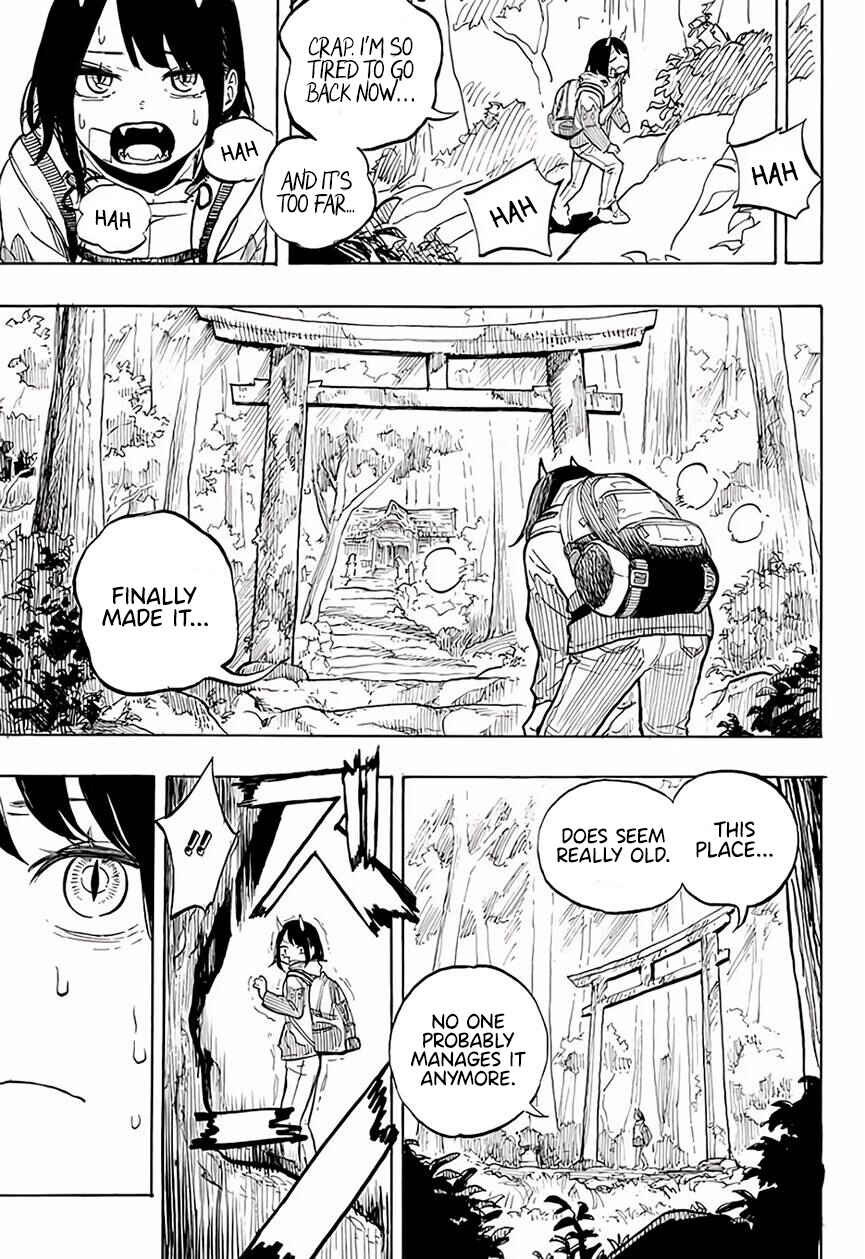 CRAP. I'M SO
TIRED TO GO
BACK NOW...
AND IT'S
TOO FAR...
HAH
HAH
HAH
HAH
FINALLY
MADE IT...
THIS
PLACE...
DOES SEEM
REALLY OLD.
NO ONE
PROBABLY
MANAGES IT
ANYMORE.
!!